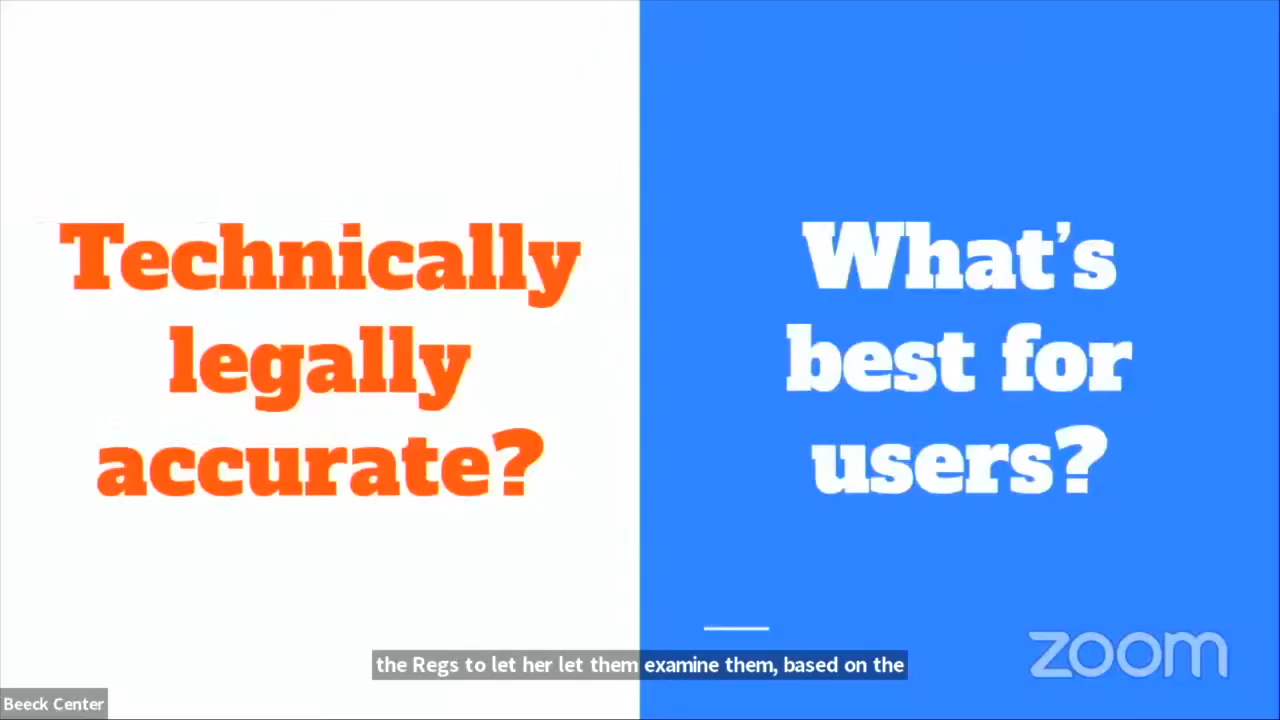 Technically
legally
accurate?
What's
best for
users?
the Regs to let her let them examine them, based on the
zoom
Beeck Center